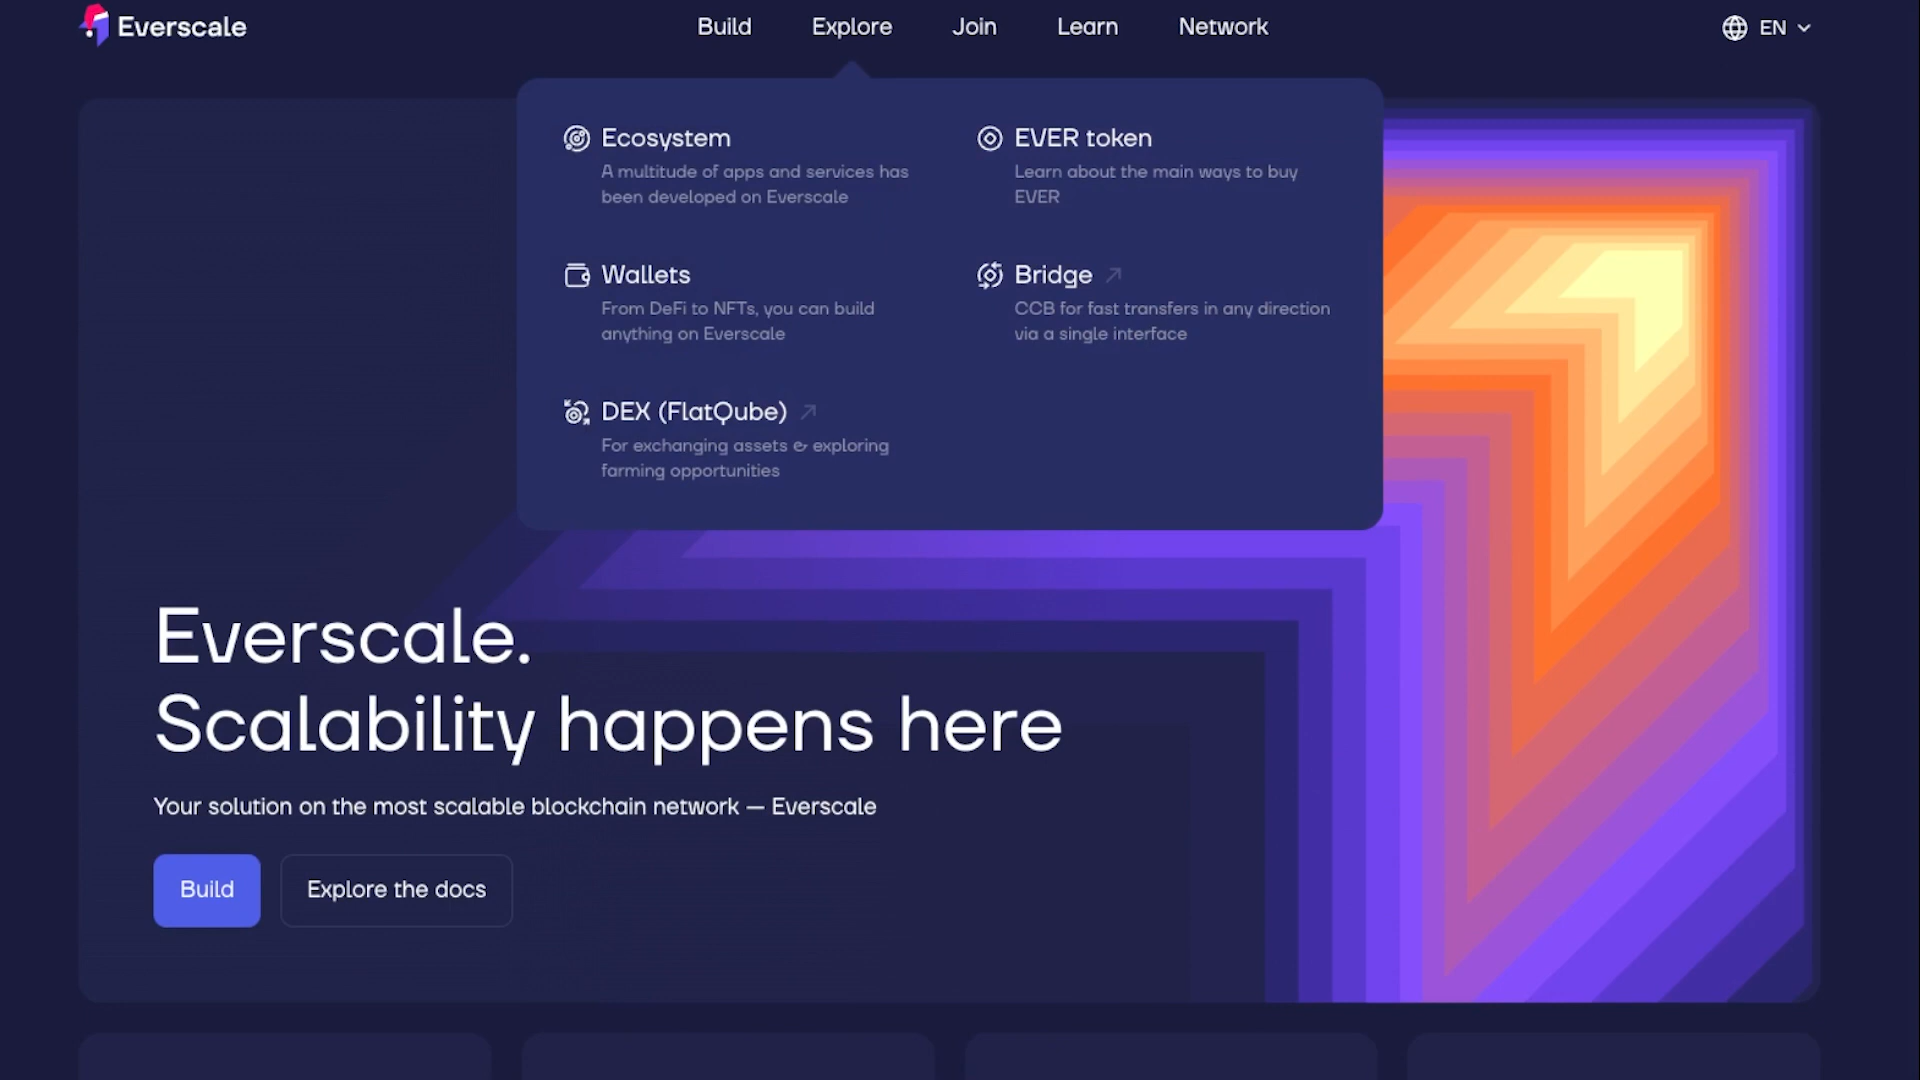 Everscale
Build
Explore
Join
Learn
Network
EN
Ecosystem
A multitude of apps and services has
been developed on Everscale
EVER token
Learn about the main ways to buy
EVER
Wallets
From DeFi to NFTs, you can build
anything on Everscale
Bridge
CCB for fast transfers in any direction
via a single interface
DEX (FlatQube)
For exchanging assets & exploring
farming opportunities
Everscale.
Scalability happens here
Your solution on the most scalable blockchain network — Everscale
Build
Explore the docs